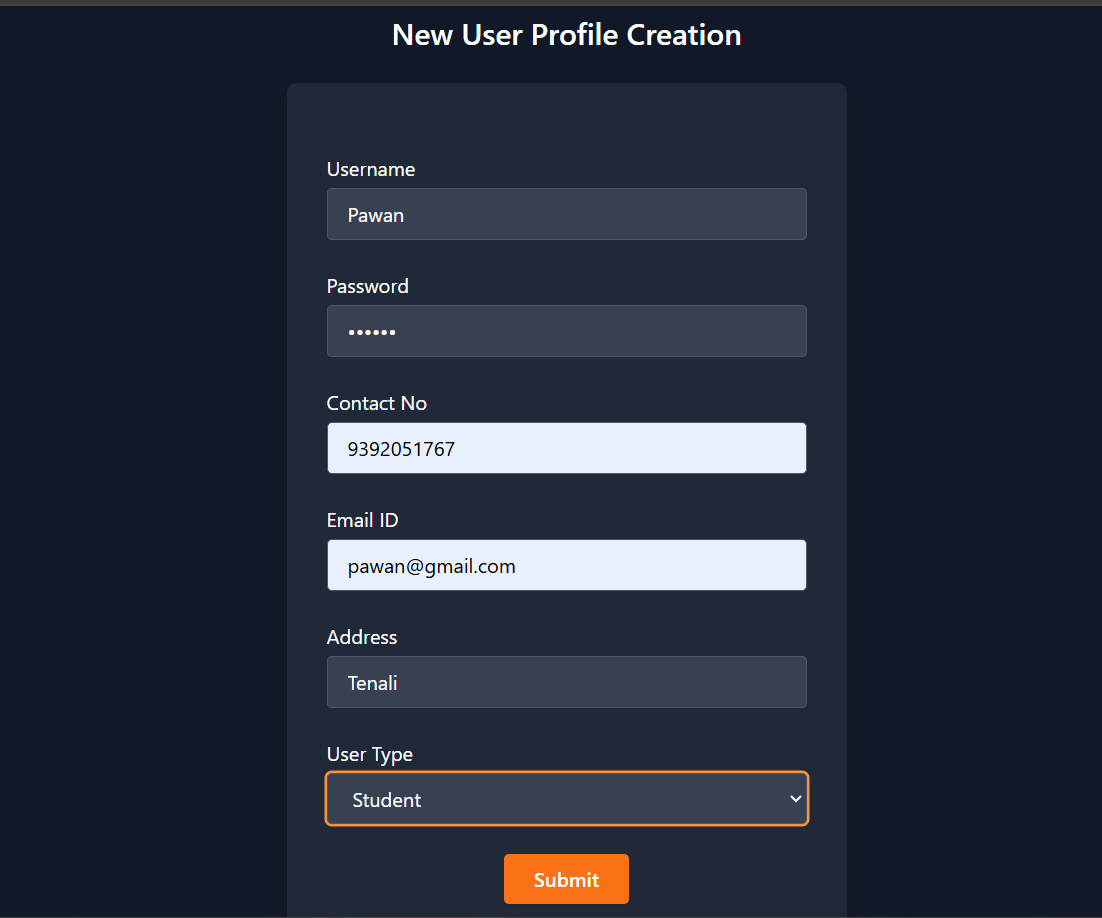 New User Profile Creation
Username
Pawan
Password
••••••
Contact No
9392051767
Email ID
pawan@gmail.com
Address
Tenali
User Type
Student
Submit